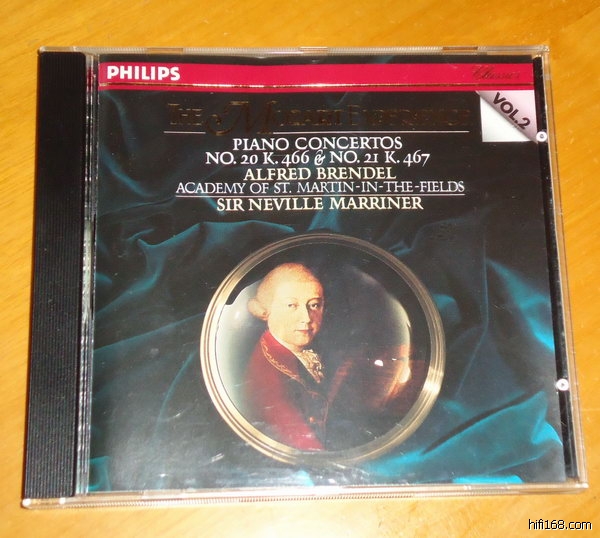 PHILIPS
Classics
THE MOZART EXPERIENCE
VOL.2
PIANO CONCERTOS
NO. 20 K. 466 & NO. 21 K. 467
ALFRED BRENDEL
ACADEMY OF ST. MARTIN-IN-THE-FIELDS
SIR NEVILLE MARRINER
hifi168.com